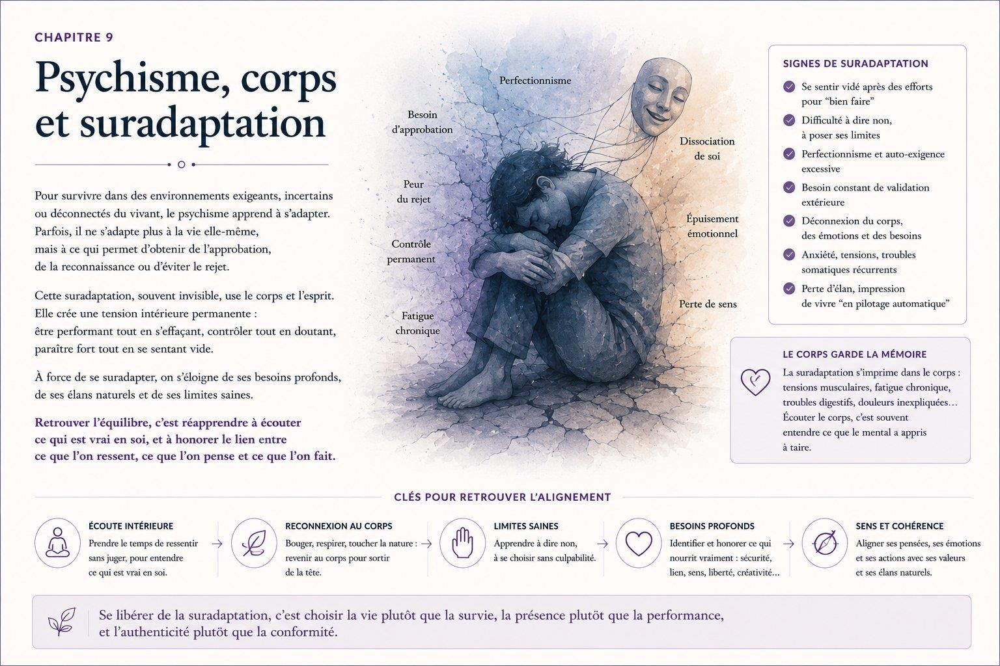 CHAPITRE 9
Psychisme, corps
et suradaptation
Pour survivre dans des environnements exigeants, incertains
ou déconnectés du vivant, le psychisme apprend à s’adapter.
Parfois, il ne s’adapte plus à la vie elle-même,
mais à ce qui permet d’obtenir de l’approbation,
de la reconnaissance ou d’éviter le rejet.
Cette suradaptation, souvent invisible, use le corps et l’esprit.
Elle crée une tension intérieure permanente :
être performant tout en s’effaçant, contrôler tout en doutant,
paraître fort tout en se sentant vide.
À force de se suradapter, on s’éloigne de ses besoins profonds,
de ses élans naturels et de ses limites saines.
Retrouver l’équilibre, c’est réapprendre à écouter
ce qui est vrai en soi, et à honorer le lien entre
ce que l’on ressent, ce que l’on pense et ce que l’on fait.
Perfectionnisme
Besoin
d’approbation
Peur
du rejet
Contrôle
permanent
Fatigue
chronique
Dissociation
de soi
Épuisement
émotionnel
Perte de sens
SIGNES DE SURADAPTATION
Se sentir vidé après des efforts
pour “bien faire”
Difficulté à dire non,
à poser ses limites
Perfectionnisme et auto-exigence
excessive
Besoin constant de validation
extérieure
Déconnexion du corps,
des émotions et des besoins
Anxiété, tensions, troubles
somatiques récurrents
Perte d’élan, impression
de vivre “en pilotage automatique”
LE CORPS GARDE LA MÉMOIRE
La suradaptation s’imprime dans le corps :
tensions musculaires, fatigue chronique,
troubles digestifs, douleurs inexpliquées…
Écouter le corps, c’est souvent
entendre ce que le mental a appris
à taire.
CLÉS POUR RETROUVER L’ALIGNEMENT
ÉCOUTE INTÉRIEURE
Prendre le temps de ressentir
sans juger, pour entendre
ce qui est vrai en soi.
RECONNEXION AU CORPS
Bouger, respirer, toucher la nature :
revenir au corps pour sortir
de la tête.
LIMITES SAINES
Apprendre à dire non,
à se choisir sans culpabilité.
BESOINS PROFONDS
Identifier et honorer ce qui
nourrit vraiment : sécurité,
lien, sens, liberté, créativité…
SENS ET COHÉRENCE
Aligner ses pensées, ses émotions
et ses actions avec ses valeurs
et ses élans naturels.
Se libérer de la suradaptation, c’est choisir la vie plutôt que la survie, la présence plutöt que la performance,
et l’authenticité plutöt que la conformité.